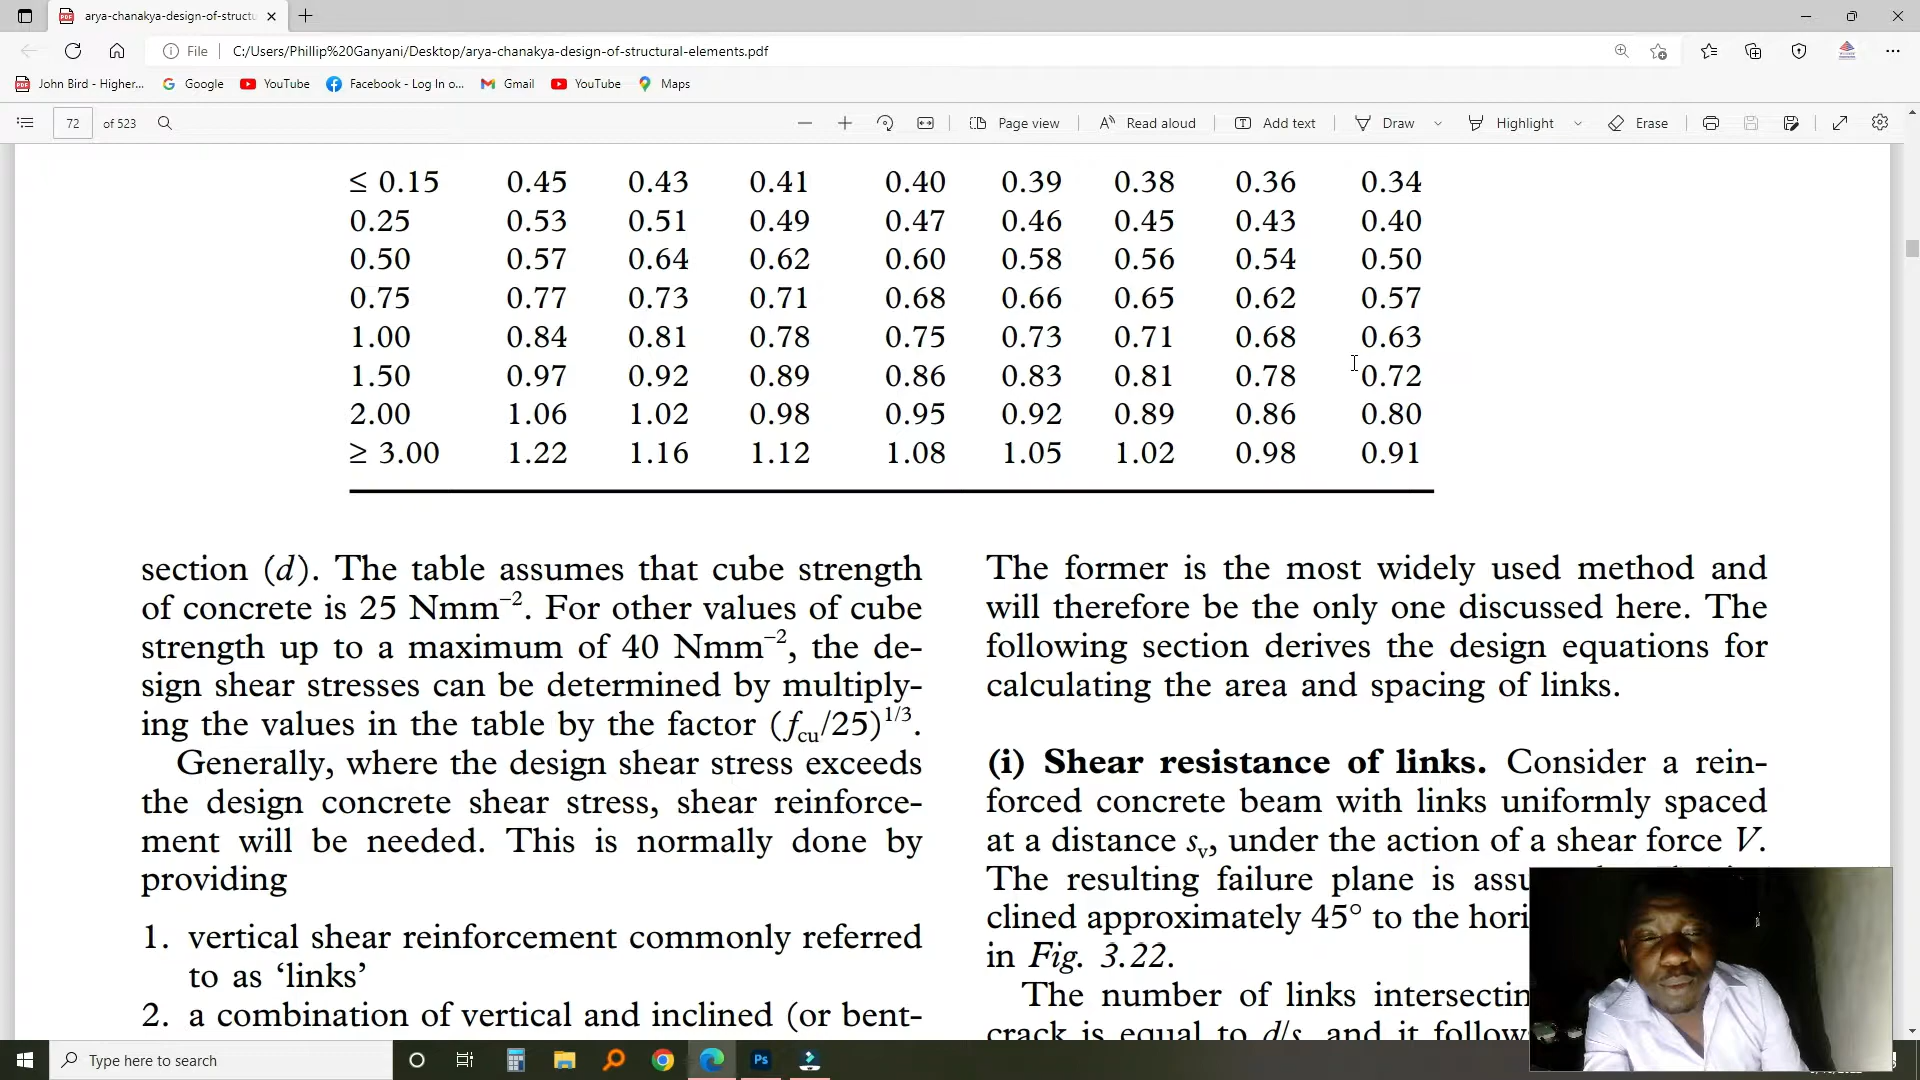 arya-chanakya-design-of-structu
File
C:/Users/Phillip%20Ganyani/Desktop/arya-chanakya-design-of-structural-elements.pdf
John Bird - Higher...
Google
YouTube
Facebook - Log In o...
Gmail
YouTube
Maps
72 of 523
Page view
Read aloud
Add text
Draw
Highlight
Erase
≤ 0.15 0.45 0.43 0.41 0.40 0.39 0.38 0.36 0.34
0.25 0.53 0.51 0.49 0.47 0.46 0.45 0.43 0.40
0.50 0.57 0.64 0.62 0.60 0.58 0.56 0.54 0.50
0.75 0.77 0.73 0.71 0.68 0.66 0.65 0.62 0.57
1.00 0.84 0.81 0.78 0.75 0.73 0.71 0.68 0.63
1.50 0.97 0.92 0.89 0.86 0.83 0.81 0.78 0.72
2.00 1.06 1.02 0.98 0.95 0.92 0.89 0.86 0.80
≥ 3.00 1.22 1.16 1.12 1.08 1.05 1.02 0.98 0.91
section (d). The table assumes that cube strength
of concrete is 25 Nmm⁻². For other values of cube
strength up to a maximum of 40 Nmm⁻², the de-
sign shear stresses can be determined by multiply-
ing the values in the table by the factor (fcu/25)^1/3.
Generally, where the design shear stress exceeds
the design concrete shear stress, shear reinforce-
ment will be needed. This is normally done by
providing
1. vertical shear reinforcement commonly referred
to as ‘links’
2. a combination of vertical and inclined (or bent-
The former is the most widely used method and
will therefore be the only one discussed here. The
following section derives the design equations for
calculating the area and spacing of links.
(i) Shear resistance of links. Consider a rein-
forced concrete beam with links uniformly spaced
at a distance sv, under the action of a shear force V.
The resulting failure plane is
clined approximately 45° to the
in Fig. 3.22.
The number of links
crack is equal to d/s and it
Type here to search
Ps